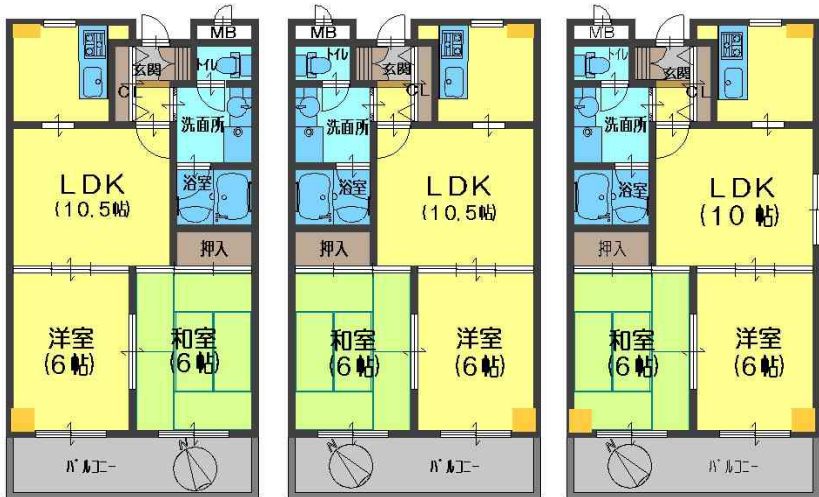 MB
玄関
トイレ
CL
洗面所
LDK
(10.5帖)
浴室
押入
洋室
(6帖)
和室
(6帖)
バルコニー
N
MB
トイレ
玄関
CL
洗面所
浴室
LDK
(10.5帖)
押入
和室
(6帖)
洋室
(6帖)
N
バルコニー
MB
トイレ
玄関
CL
洗面所
浴室
LDK
(10帖)
押入
和室
(6帖)
洋室
(6帖)
N
バルコニー